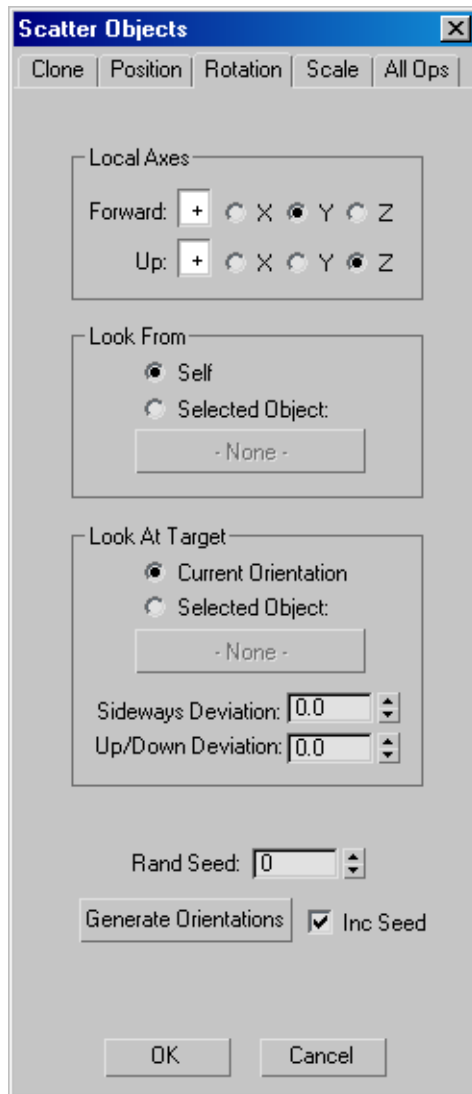 Scatter Objects
Clone Position Rotation Scale All Ops
Local Axes
Forward: + X Y Z
Up: + X Y Z
Look From
Self
Selected Object:
- None -
Look At Target
Current Orientation
Selected Object:
- None -
Sideways Deviation: 0.0
Up/Down Deviation: 0.0
Rand Seed: 0
Generate Orientations Inc Seed
OK Cancel